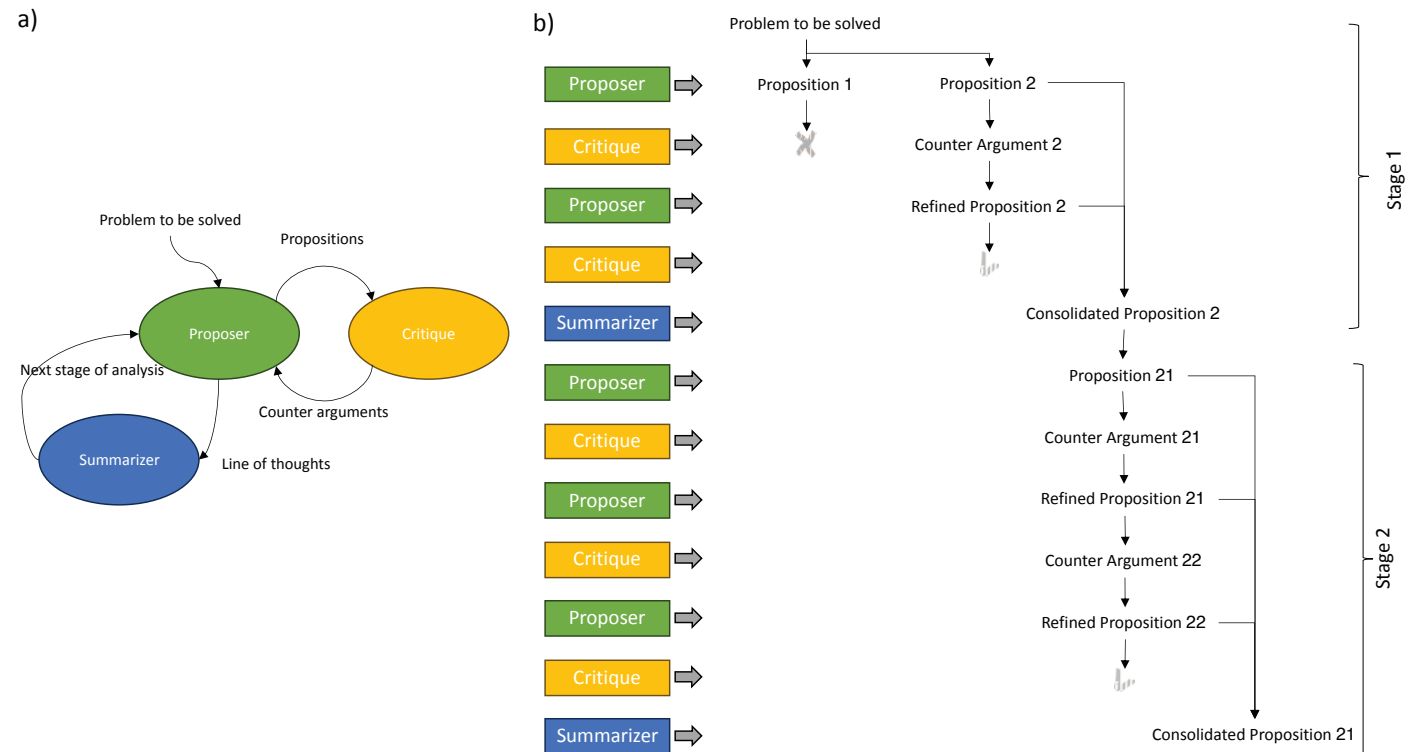 a)
Problem to be solved
Propositions
Proposer
Critique
Next stage of analysis
Counter arguments
Summarizer
Line of thoughts
b)
Problem to be solved
Proposer
Proposition 1
Proposition 2
Critique
Counter Argument 2
Proposer
Refined Proposition 2
Critique
Summarizer
Consolidated Proposition 2
Stage 1
Proposer
Proposition 21
Critique
Counter Argument 21
Proposer
Refined Proposition 21
Critique
Counter Argument 22
Proposer
Refined Proposition 22
Critique
Summarizer
Consolidated Proposition 21
Stage 2